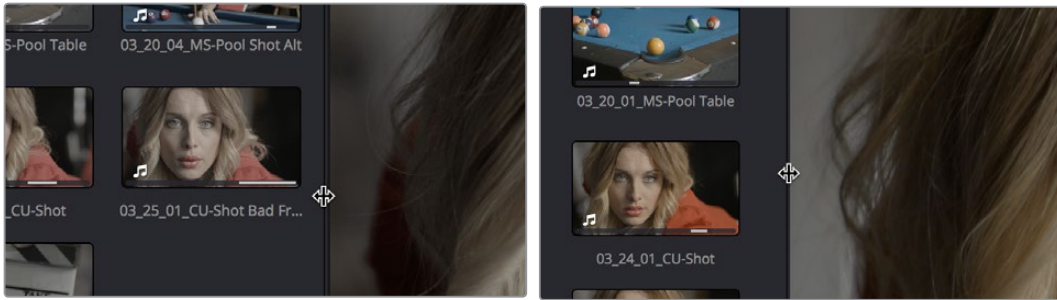 S-Pool Table
03_20_04_MS-Pool Shot Alt
_CU-Shot
03_25_01_CU-Shot Bad Fr...
03_20_01_MS-Pool Table
03_24_01_CU-Shot